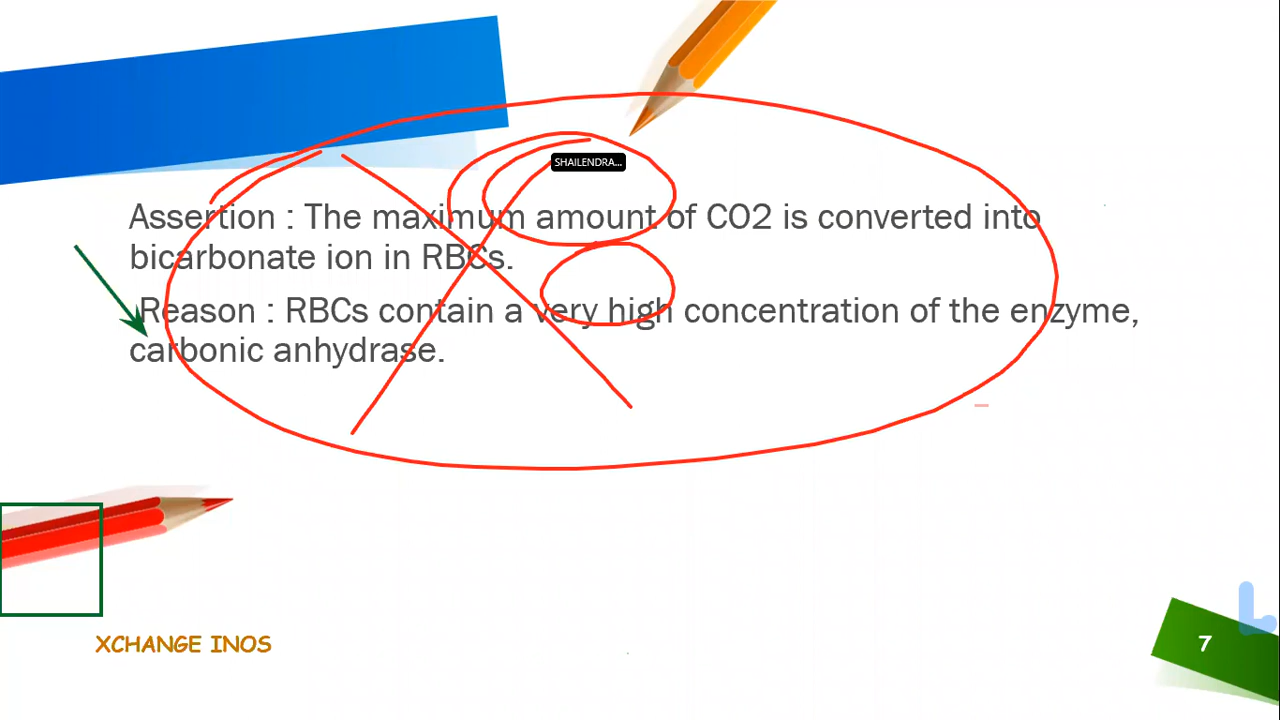 SHAILENDRA...
Assertion : The maximum amount of CO2 is converted into
bicarbonate ion in RBCs.
Reason : RBCs contain a very high concentration of the enzyme,
carbonic anhydrase.
XCHANGE INOS
7